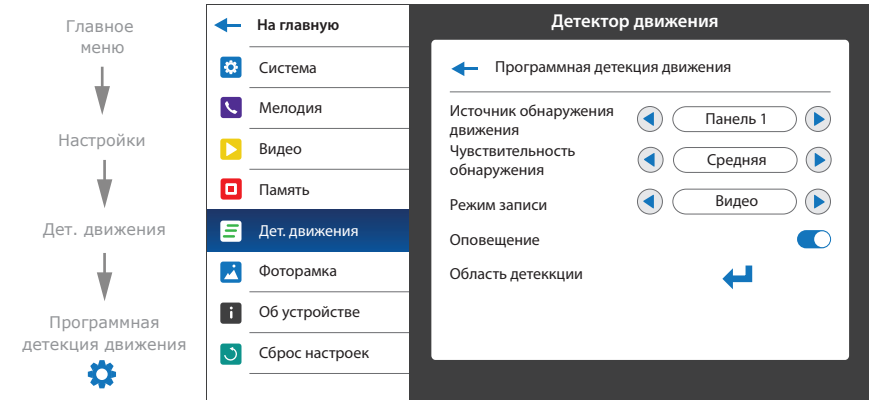 Главное
меню
Настройки
Дет. движения
Программная
детекция движения
На главную
Система
Мелодия
Видео
Память
Дет. движения
Фоторамка
Об устройстве
Сброс настроек
Детектор движения
Программная детекция движения
Источник обнаружения
движения
Панель 1
Чувствительность
обнаружения
Средняя
Режим записи
Видео
Оповещение
Область детеккции